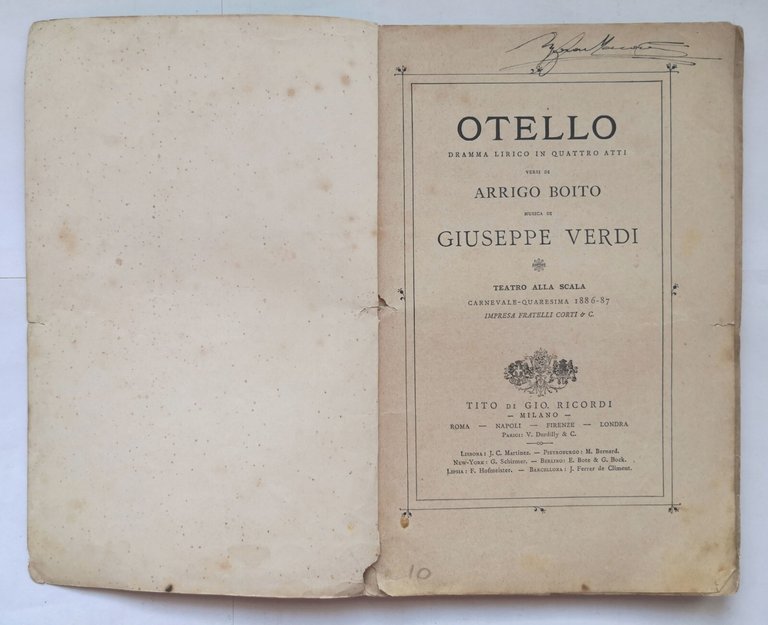 OTELLO
DRAMMA LIRICO IN QUATTRO ATTI
VERSI DI
ARRIGO BOITO
MUSICA DI
GIUSEPPE VERDI
TEATRO ALLA SCALA
CARNEVALE-QUARESIMA 1886-87
IMPRESA FRATELLI CORTI & C.
TITO DI GIO. RICORDI
— MILANO —
ROMA — NAPOLI — FIRENZE — LONDRA
PARIGI: V. Durdilly & C.
LISBONA: J. C. Martinez. — PIETROBURGO: M. Bernard.
NEW-YORK: G. Schirmer. — BERLINO: E. Bote & G. Bock.
LIPSIA: F. Hofmeister. — BARCELLONA: J. Ferrer de Climent.
10